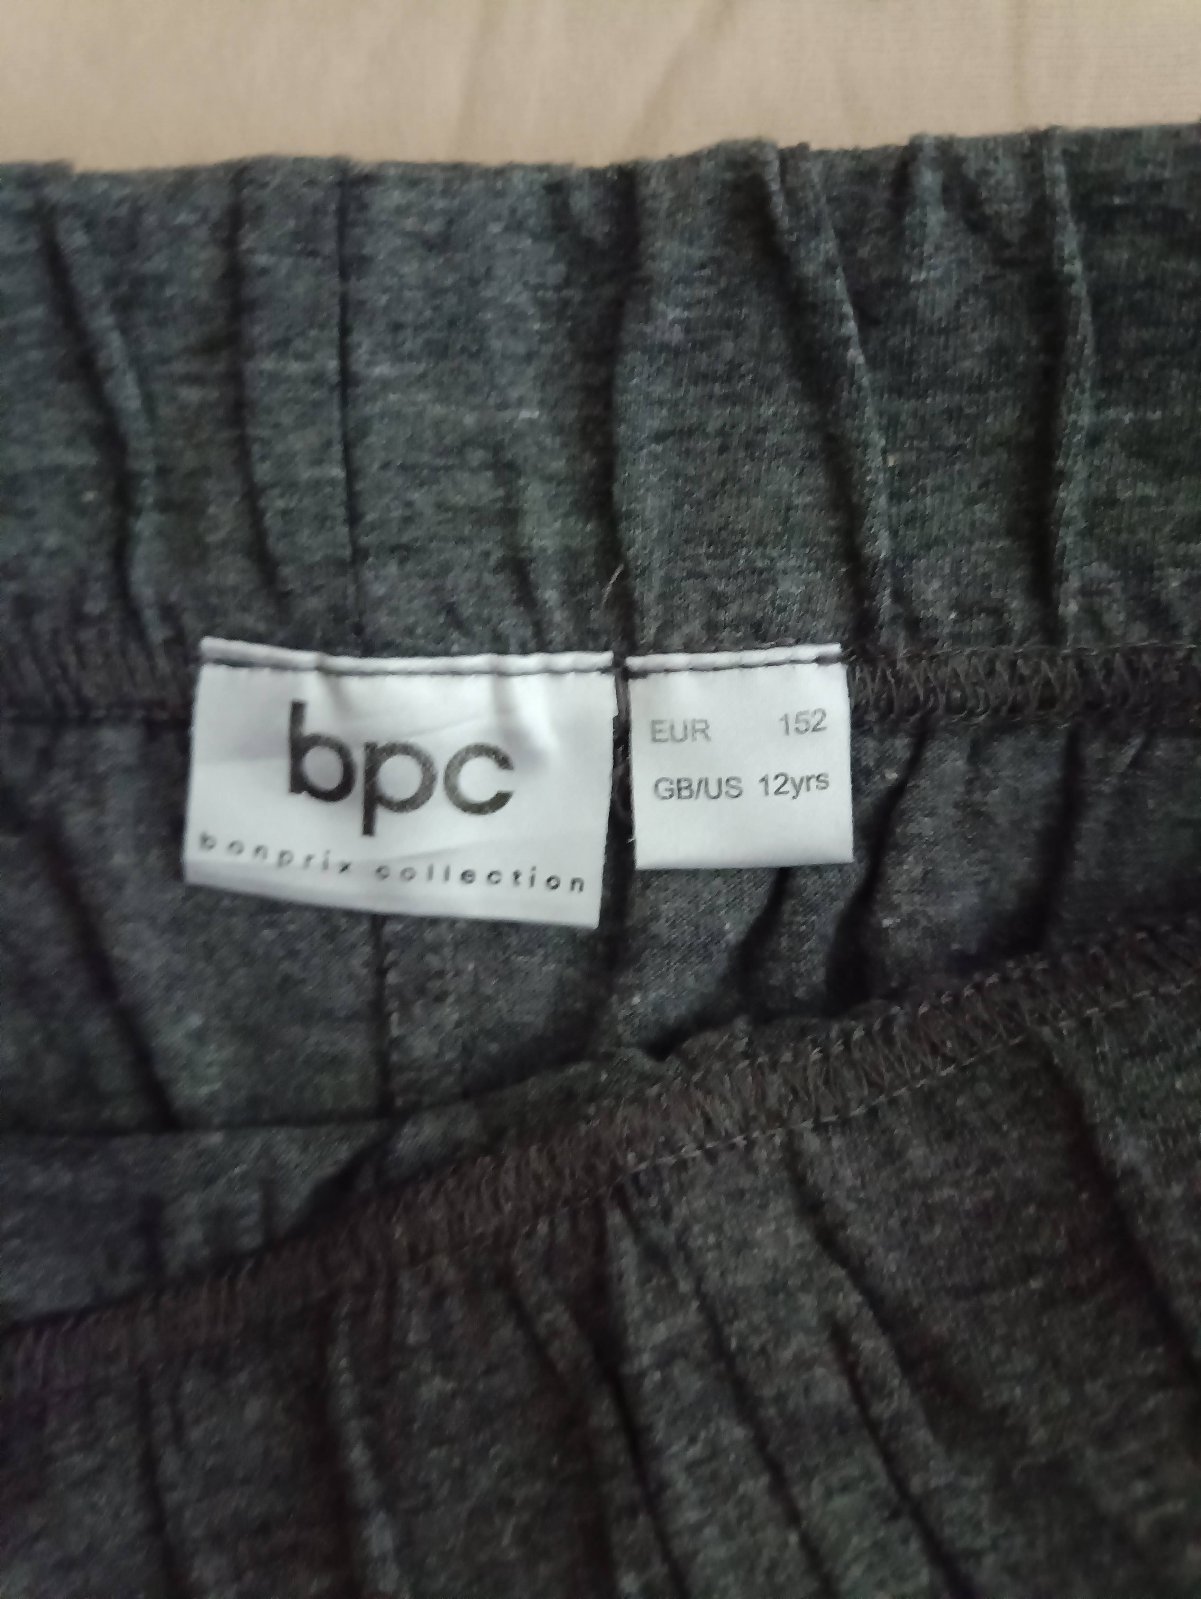 bpc
bonprix collection
EUR 152
GB/US 12yrs